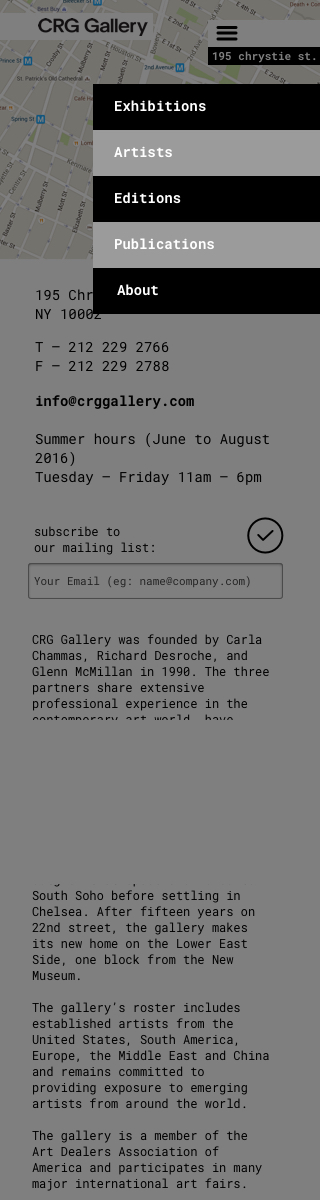 CRG Gallery
195 chrystie st.
Exhibitions
Artists
Editions
Publications
About
195 Chr
NY 10002
T – 212 229 2766
F – 212 229 2788
info@crggallery.com
Summer hours (June to August
2016)
Tuesday – Friday 11am – 6pm
subscribe to
our mailing list:
Your Email (eg: name@company.com)
CRG Gallery was founded by Carla
Chammas, Richard Desroche, and
Glenn McMillan in 1990. The three
partners share extensive
professional experience in the
contemporary art world, have
South Soho before settling in
Chelsea. After fifteen years on
22nd street, the gallery makes
its new home on the Lower East
Side, one block from the New
Museum.
The gallery's roster includes
established artists from the
United States, South America,
Europe, the Middle East and China
and remains committed to
providing exposure to emerging
artists from around the world.
The gallery is a member of the
Art Dealers Association of
America and participates in many
major international art fairs.